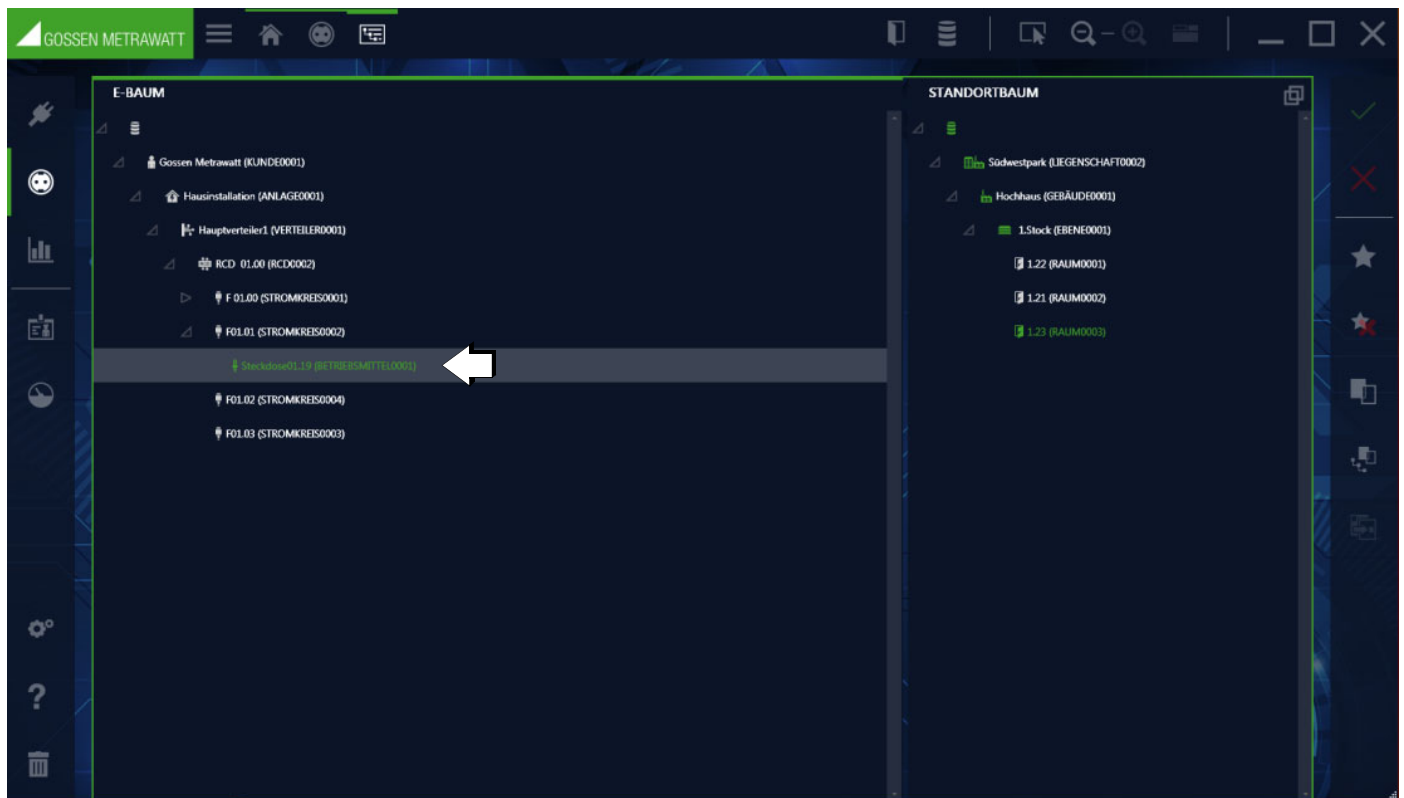 GOSSEN METRAWATT
E-BAUM
Gossen Metrawatt (KUNDE0001)
Hausinstallation (ANLAGE0001)
Hauptverteiler1 (VERTEILER0001)
RCD 01.00 (RCD0002)
F 01.00 (STROMKREIS0001)
F01.01 (STROMKREIS0002)
Steckdose01.19 (BETRIEBSMITTEL0001)
F01.02 (STROMKREIS0004)
F01.03 (STROMKREIS0003)
STANDORTBAUM
Südwestpark (LIEGENSCHAFT0002)
Hochhaus (GEBÄUDE0001)
1.Stock (EBENE0001)
1.22 (RAUM0001)
1.21 (RAUM0002)
1.23 (RAUM0003)